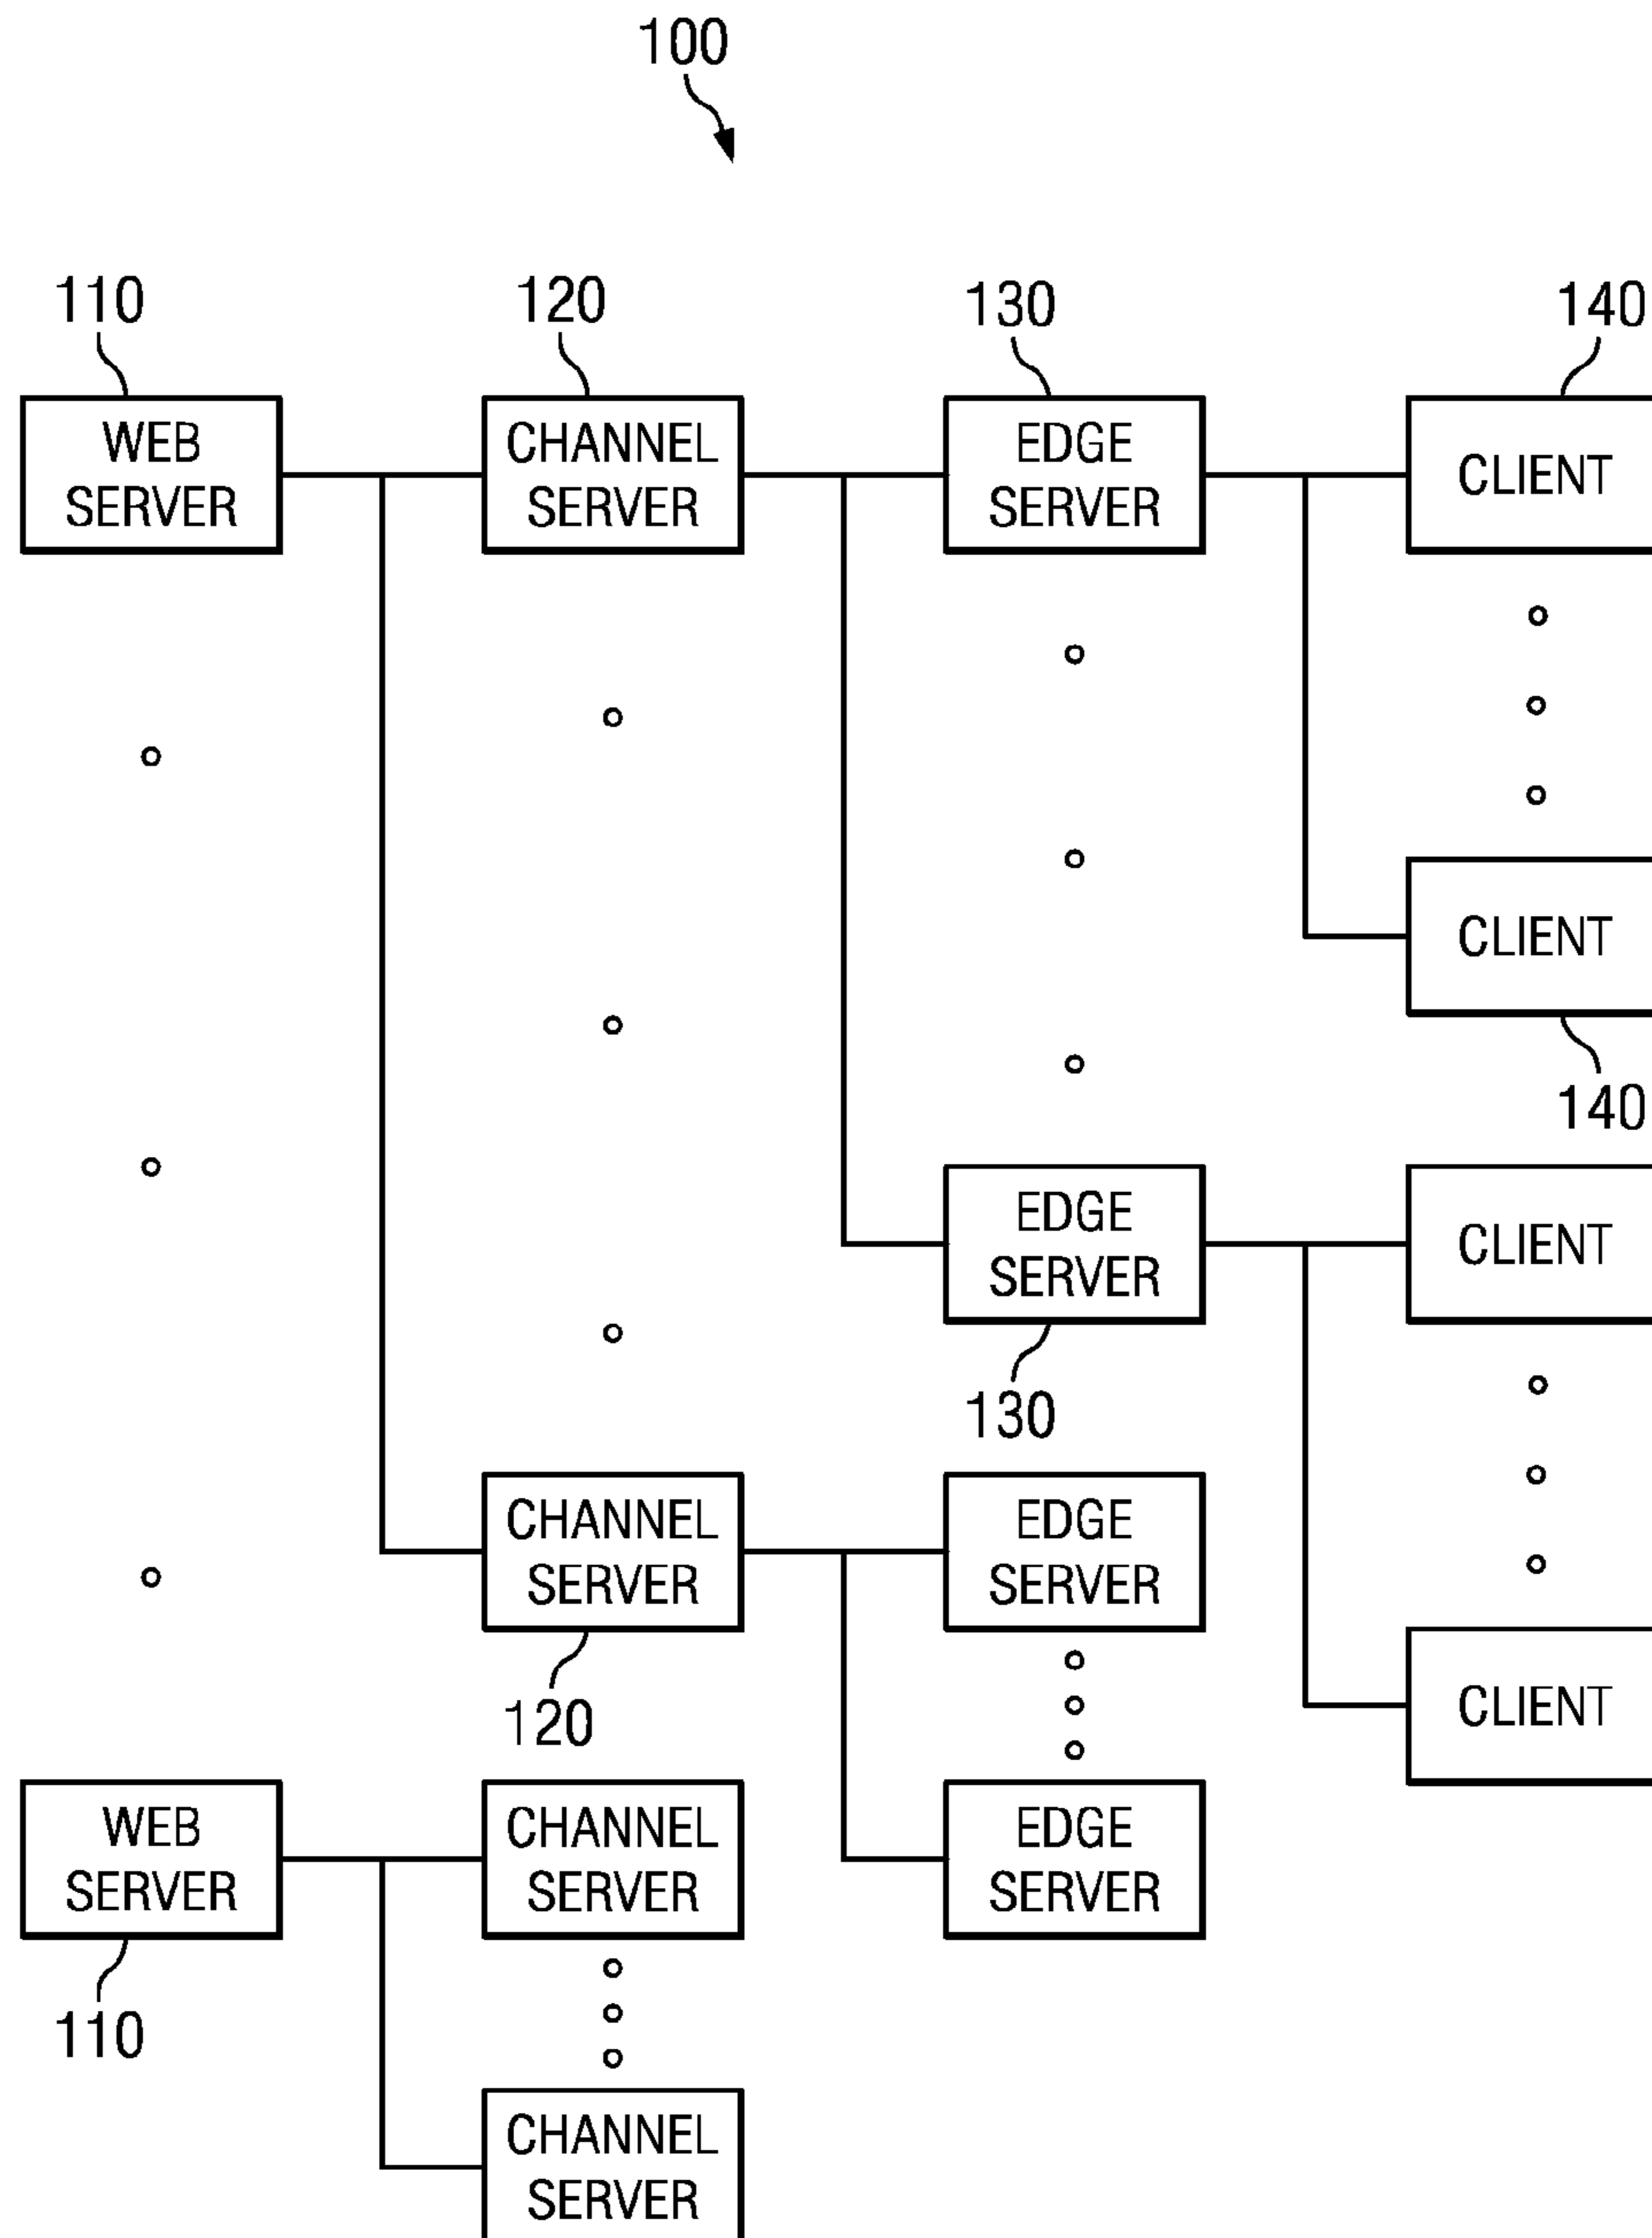 100
110
120
130
140
WEB
SERVER
CHANNEL
SERVER
EDGE
SERVER
CLIENT
CLIENT
140
EDGE
SERVER
CLIENT
130
CHANNEL
SERVER
EDGE
SERVER
120
CLIENT
WEB
SERVER
CHANNEL
SERVER
EDGE
SERVER
110
CHANNEL
SERVER